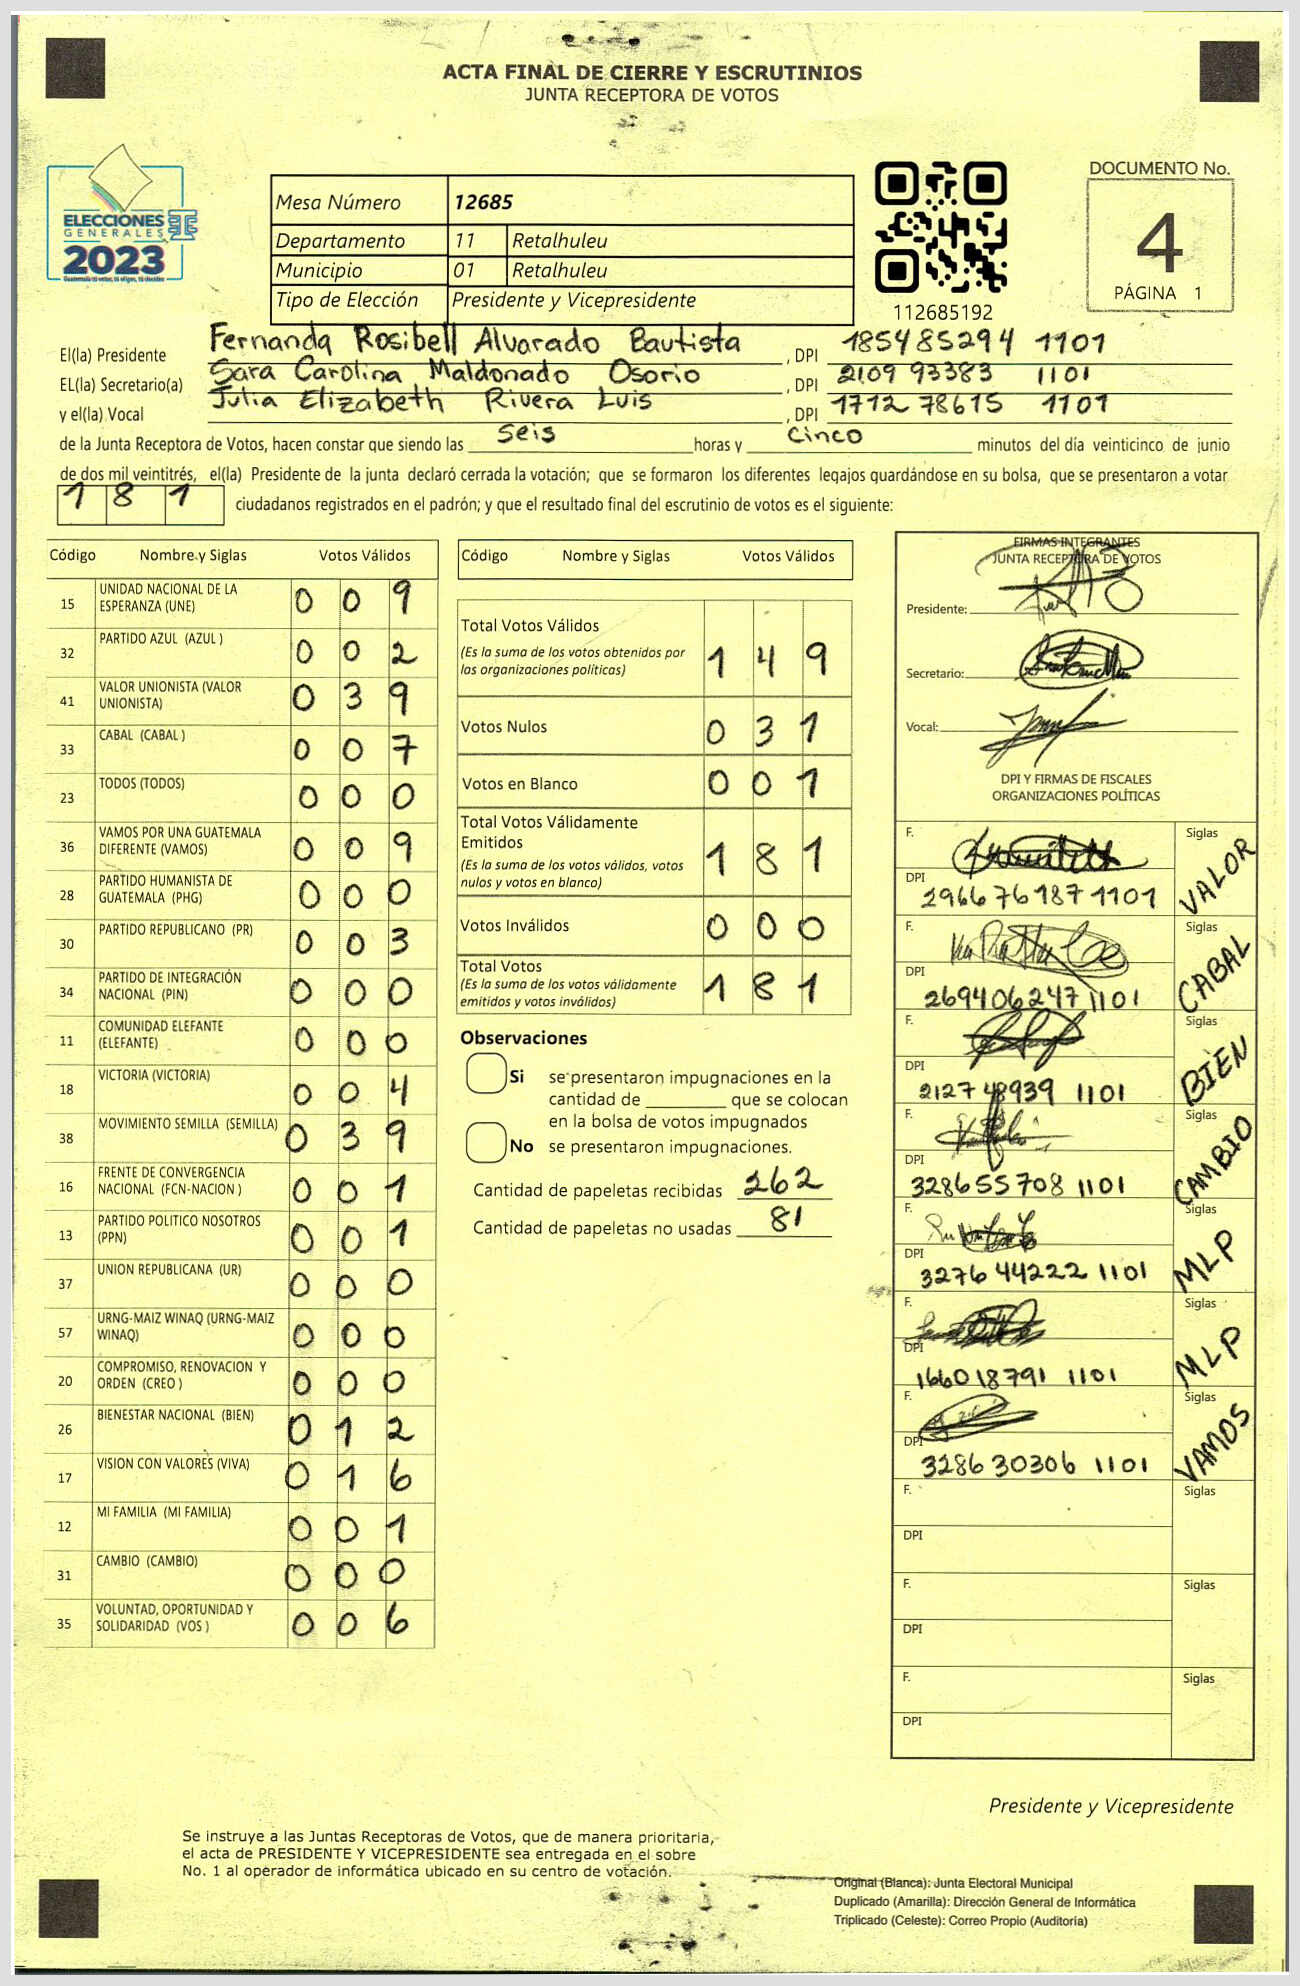 ACTA FINAL DE CIERRE Y ESCRUTINIOS
JUNTA RECEPTORA DE VOTOS
DOCUMENTO No.
4
PÁGINA 1
ELECCIONES
GENERALES
2023
Mesa Número 12685
Departamento 11 Retalhuleu
Municipio 01 Retalhuleu
Tipo de Elección Presidente y Vicepresidente
112685192
El(la) Presidente Fernanda Rosibell Alvarado Bautista , DPI 185485294 1101
EL(la) Secretario(a) Sara Carolina Maldonado Osorio , DPI 2109 93383 1101
y el(la) Vocal Julia Elizabeth Rivera Luis , DPI 1712 78615 1101
de la Junta Receptora de Votos, hacen constar que siendo las seis horas y cinco minutos del día veinticinco de junio
de dos mil veintitrés, el(la) Presidente de la junta declaró cerrada la votación; que se formaron los diferentes legajos guardándose en su bolsa, que se presentaron a votar
181 ciudadanos registrados en el padrón; y que el resultado final del escrutinio de votos es el siguiente:
Código Nombre y Siglas Votos Válidos
15 UNIDAD NACIONAL DE LA ESPERANZA (UNE) 0 0 9
32 PARTIDO AZUL (AZUL ) 0 0 2
41 VALOR UNIONISTA (VALOR UNIONISTA) 0 3 9
33 CABAL (CABAL ) 0 0 7
23 TODOS (TODOS) 0 0 0
36 VAMOS POR UNA GUATEMALA DIFERENTE (VAMOS) 0 0 9
28 PARTIDO HUMANISTA DE GUATEMALA (PHG) 0 0 0
30 PARTIDO REPUBLICANO (PR) 0 0 3
34 PARTIDO DE INTEGRACIÓN NACIONAL (PIN) 0 0 0
11 COMUNIDAD ELEFANTE (ELEFANTE) 0 0 0
18 VICTORIA (VICTORIA) 0 0 4
38 MOVIMIENTO SEMILLA (SEMILLA) 0 3 9
16 FRENTE DE CONVERGENCIA NACIONAL (FCN-NACION ) 0 0 1
13 PARTIDO POLITICO NOSOTROS (PPN) 0 0 1
37 UNION REPUBLICANA (UR) 0 0 0
57 URNG-MAIZ WINAQ (URNG-MAIZ WINAQ) 0 0 0
20 COMPROMISO, RENOVACION Y ORDEN (CREO ) 0 0 0
26 BIENESTAR NACIONAL (BIEN) 0 1 2
17 VISION CON VALORES (VIVA) 0 1 6
12 MI FAMILIA (MI FAMILIA) 0 0 1
31 CAMBIO (CAMBIO) 0 0 0
35 VOLUNTAD, OPORTUNIDAD Y SOLIDARIDAD (VOS ) 0 0 6
Código Nombre y Siglas Votos Válidos
Total Votos Válidos 1 4 9
(Es la suma de los votos obtenidos por
las organizaciones políticas)
Votos Nulos 0 3 1
Votos en Blanco 0 0 1
Total Votos Válidamente
Emitidos 1 8 1
(Es la suma de los votos válidos, votos
nulos y votos en blanco)
Votos Inválidos 0 0 0
Total Votos 1 8 1
(Es la suma de los votos válidamente
emitidos y votos inválidos)
Observaciones
Si se presentaron impugnaciones en la
cantidad de ________ que se colocan
en la bolsa de votos impugnados
No se presentaron impugnaciones.
Cantidad de papeletas recibidas 262
Cantidad de papeletas no usadas 81
FIRMAS INTEGRANTES
JUNTA RECEPTORA DE VOTOS
Presidente:
Secretario:
Vocal:
DPI Y FIRMAS DE FISCALES
ORGANIZACIONES POLÍTICAS
F. Siglas VALOR
DPI 2966 76187 1101
F. Siglas CABAL
DPI 269406247 1101
F. Siglas BIEN
DPI 2127 48939 1101
F. Siglas CAMBIO
DPI 328655708 1101
F. Siglas MLP
DPI 3276 44222 1101
F. Siglas MLP
DPI 166018791 1101
F. Siglas VAMOS
DPI 3286 30306 1101
F. Siglas
DPI
F. Siglas
DPI
F. Siglas
DPI
Presidente y Vicepresidente
Se instruye a las Juntas Receptoras de Votos, que de manera prioritaria,
el acta de PRESIDENTE Y VICEPRESIDENTE sea entregada en el sobre
No. 1 al operador de informática ubicado en su centro de votación.
Original (Blanca): Junta Electoral Municipal
Duplicado (Amarilla): Dirección General de Informática
Triplicado (Celeste): Correo Propio (Auditoría)